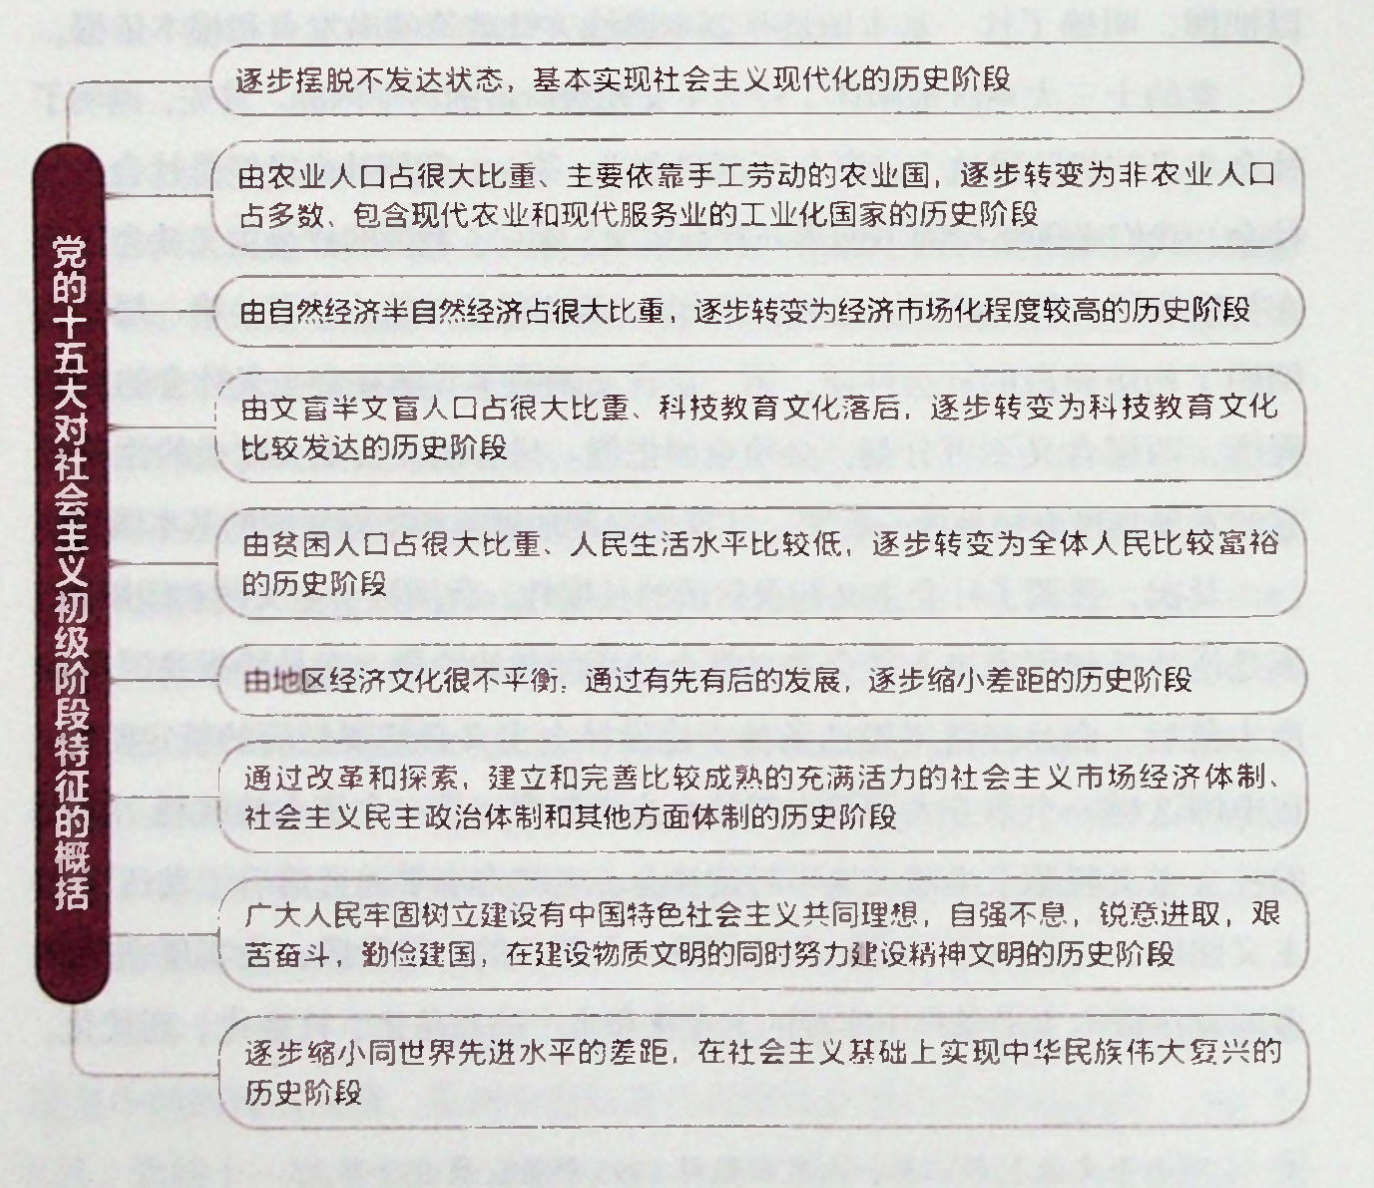 党的十五大对社会主义初级阶段特征的概括
逐步摆脱不发达状态，基本实现社会主义现代化的历史阶段
由农业人口占很大比重、主要依靠手工劳动的农业国，逐步转变为非农业人口
占多数、包含现代农业和现代服务业的工业化国家的历史阶段
由自然经济半自然经济占很大比重，逐步转变为经济市场化程度较高的历史阶段
由文盲半文盲人口占很大比重、科技教育文化落后，逐步转变为科技教育文化
比较发达的历史阶段
由贫困人口占很大比重、人民生活水平比较低，逐步转变为全体人民比较富裕
的历史阶段
由地区经济文化很不平衡，通过有先有后的发展，逐步缩小差距的历史阶段
通过改革和探索，建立和完善比较成熟的充满活力的社会主义市场经济体制、
社会主义民主政治体制和其他方面体制的历史阶段
广大人民牢固树立建设有中国特色社会主义共同理想，自强不息，锐意进取，艰
苦奋斗，勤俭建国，在建设物质文明的同时努力建设精神文明的历史阶段
逐步缩小同世界先进水平的差距，在社会主义基础上实现中华民族伟大复兴的
历史阶段